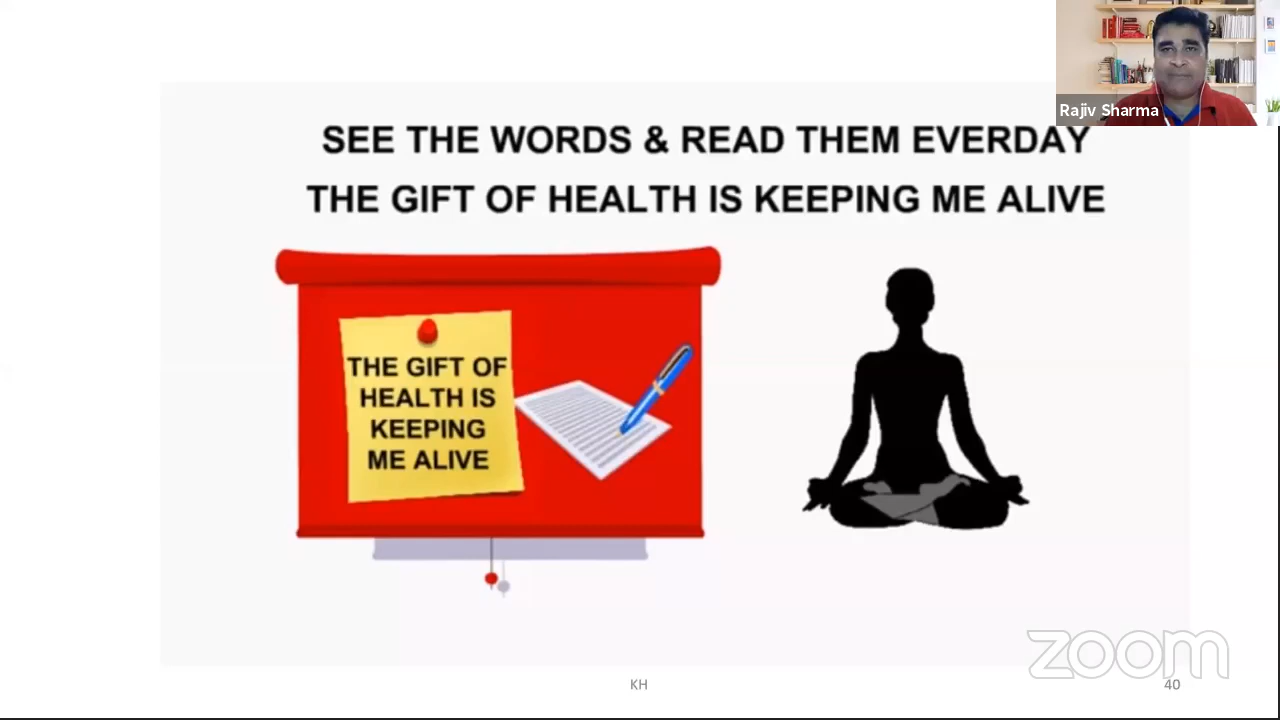 Rajiv Sharma
SEE THE WORDS & READ THEM EVERDAY
THE GIFT OF HEALTH IS KEEPING ME ALIVE
THE GIFT OF
HEALTH IS
KEEPING
ME ALIVE
zoom
KH
40